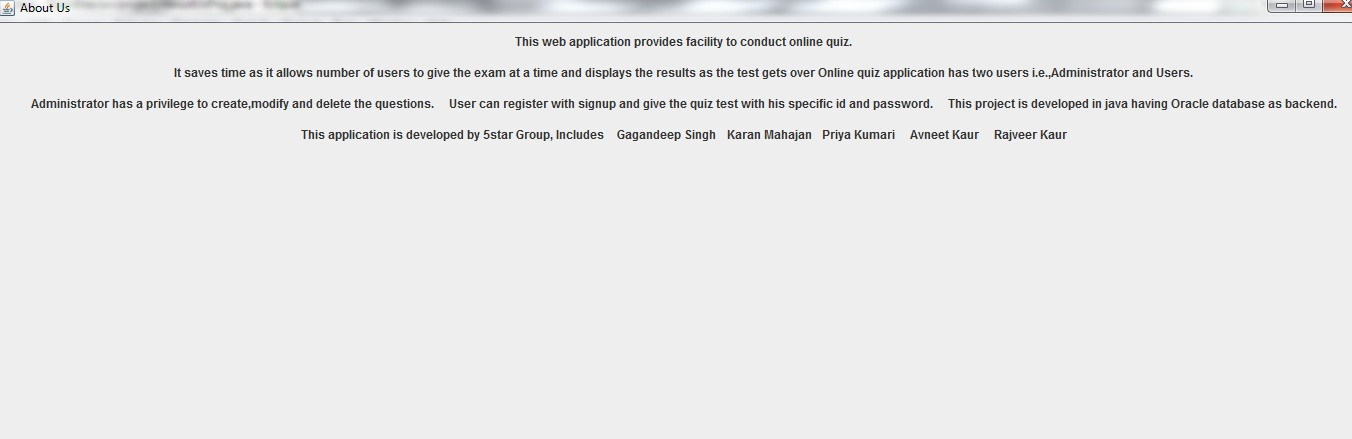 About Us
This web application provides facility to conduct online quiz.
It saves time as it allows number of users to give the exam at a time and displays the results as the test gets over Online quiz application has two users i.e.,Administrator and Users.
Administrator has a privilege to create,modify and delete the questions. User can register with signup and give the quiz test with his specific id and password. This project is developed in java having Oracle database as backend.
This application is developed by 5star Group, Includes Gagandeep Singh Karan Mahajan Priya Kumari Avneet Kaur Rajveer Kaur